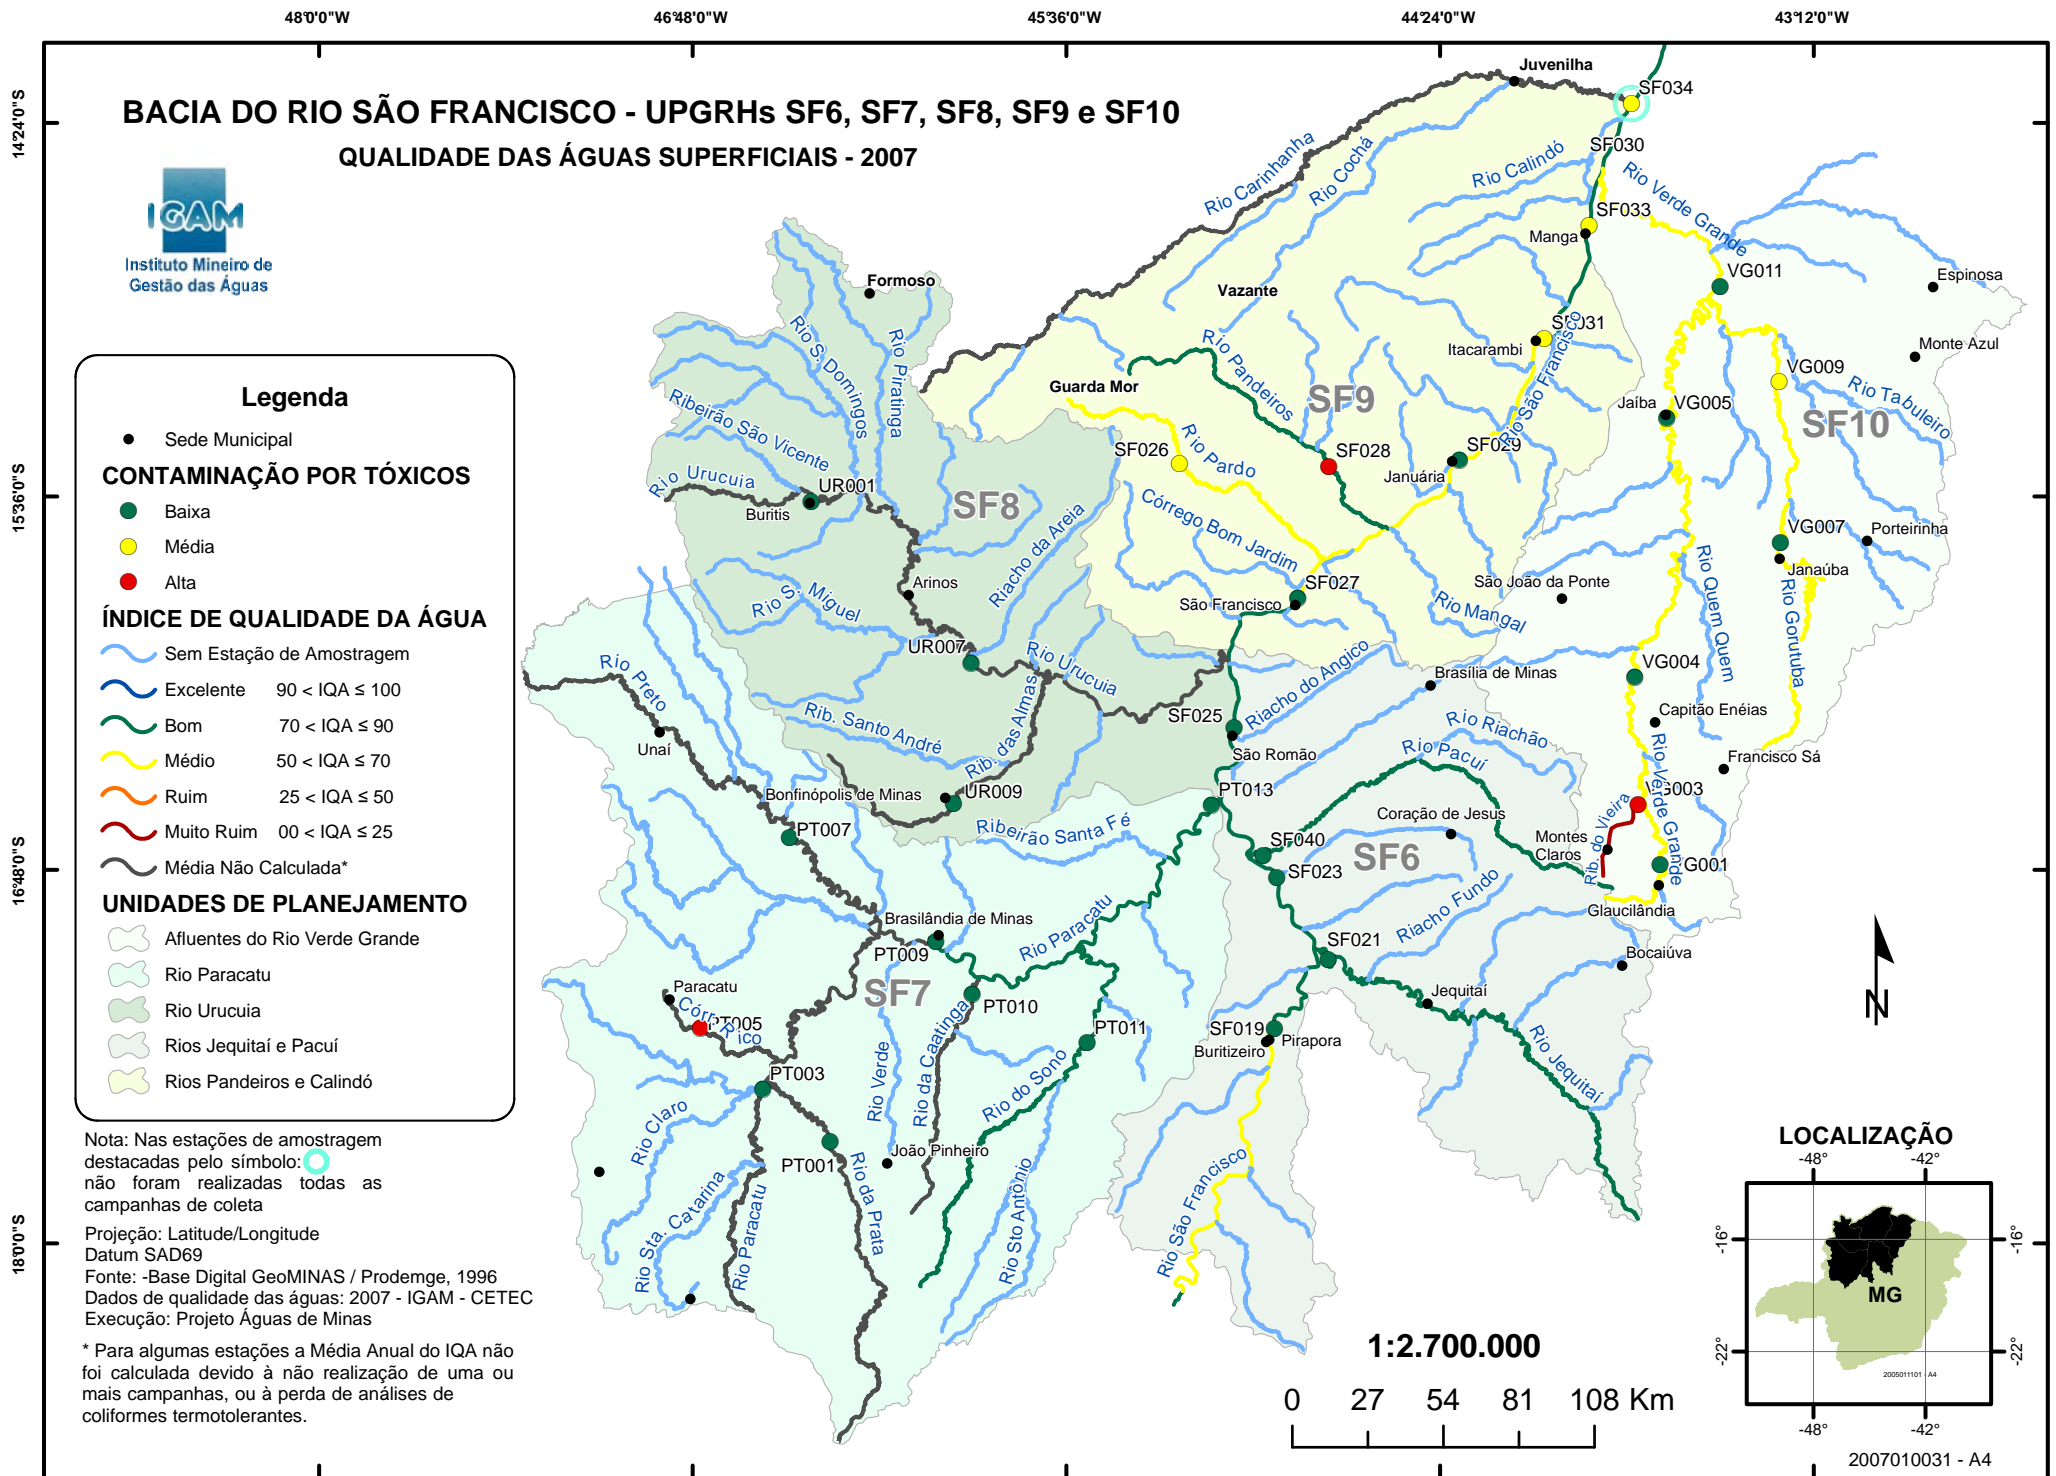 48°0'0"W
46°48'0"W
45°36'0"W
44°24'0"W
43°12'0"W
14°24'0"S
15°36'0"S
16°48'0"S
18°0'0"S
BACIA DO RIO SÃO FRANCISCO - UPGRHs SF6, SF7, SF8, SF9 e SF10
QUALIDADE DAS ÁGUAS SUPERFICIAIS - 2007
IGAM
Instituto Mineiro de
Gestão das Águas
Legenda
Sede Municipal
CONTAMINAÇÃO POR TÓXICOS
Baixa
Média
Alta
ÍNDICE DE QUALIDADE DA ÁGUA
Sem Estação de Amostragem
Excelente 90 < IQA ≤ 100
Bom 70 < IQA ≤ 90
Médio 50 < IQA ≤ 70
Ruim 25 < IQA ≤ 50
Muito Ruim 00 < IQA ≤ 25
Média Não Calculada*
UNIDADES DE PLANEJAMENTO
Afluentes do Rio Verde Grande
Rio Paracatu
Rio Urucuia
Rios Jequitaí e Pacuí
Rios Pandeiros e Calindó
Nota: Nas estações de amostragem
destacadas pelo símbolo:
não foram realizadas todas as
campanhas de coleta
Projeção: Latitude/Longitude
Datum SAD69
Fonte: -Base Digital GeoMINAS / Prodemge, 1996
Dados de qualidade das águas: 2007 - IGAM - CETEC
Execução: Projeto Águas de Minas
* Para algumas estações a Média Anual do IQA não
foi calculada devido à não realização de uma ou
mais campanhas, ou à perda de análises de
coliformes termotolerantes.
Juvenilha
SF034
SF030
Rio Carinhanha
Rio Cochá
Rio Calindó
Rio Verde Grande
SF033
Manga
VG011
Espinosa
Formoso
Vazante
Rio S. Domingos
Rio Piratinga
Rio Pandeiros
SF031
Itacarambi
Rio São Francisco
Monte Azul
VG009
Rio Tabuleiro
Guarda Mor
SF9
Jaíba
VG005
SF10
Ribeirão São Vicente
Rio Urucuia
UR001
Buritis
SF8
SF026
Rio Pardo
SF028
SF029
Januária
Córrego Bom Jardim
Riacho da Areia
VG007
Porteirinha
Janaúba
Rio Quem Quem
Rio Gorutuba
Arinos
Rio S. Miguel
SF027
São Francisco
São João da Ponte
Rio Mangal
UR007
Rio Urucuia
Rio Preto
VG004
Brasília de Minas
Riacho do Angico
Capitão Enéias
SF025
São Romão
Rio Riachão
Rio Pacuí
Rib. Santo André
Rib. das Almas
Unaí
Francisco Sá
Bonfinópolis de Minas
UR009
PT013
Rio Verde Grande
VG003
Rib. do Vieira
Coração de Jesus
Montes
Claros
PT007
Ribeirão Santa Fé
SF040
SF6
SF023
VG001
Glaucilândia
Riacho Fundo
Brasilândia de Minas
PT009
Rio Paracatu
SF021
Bocaiúva
SF7
Paracatu
Córr. Rico
PT005
PT010
PT011
Jequitaí
SF019
Buritizeiro
Pirapora
Rio Jequitaí
PT003
Rio Verde
Rio da Caatinga
Rio do Sono
Rio Claro
PT001
João Pinheiro
Rio Sta. Catarina
Rio Paracatu
Rio da Prata
Rio Sto Antônio
Rio São Francisco
N
LOCALIZAÇÃO
-48°
-42°
-16°
-16°
MG
-22°
-22°
2005011101 - A4
-48°
-42°
1:2.700.000
0 27 54 81 108 Km
2007010031 - A4